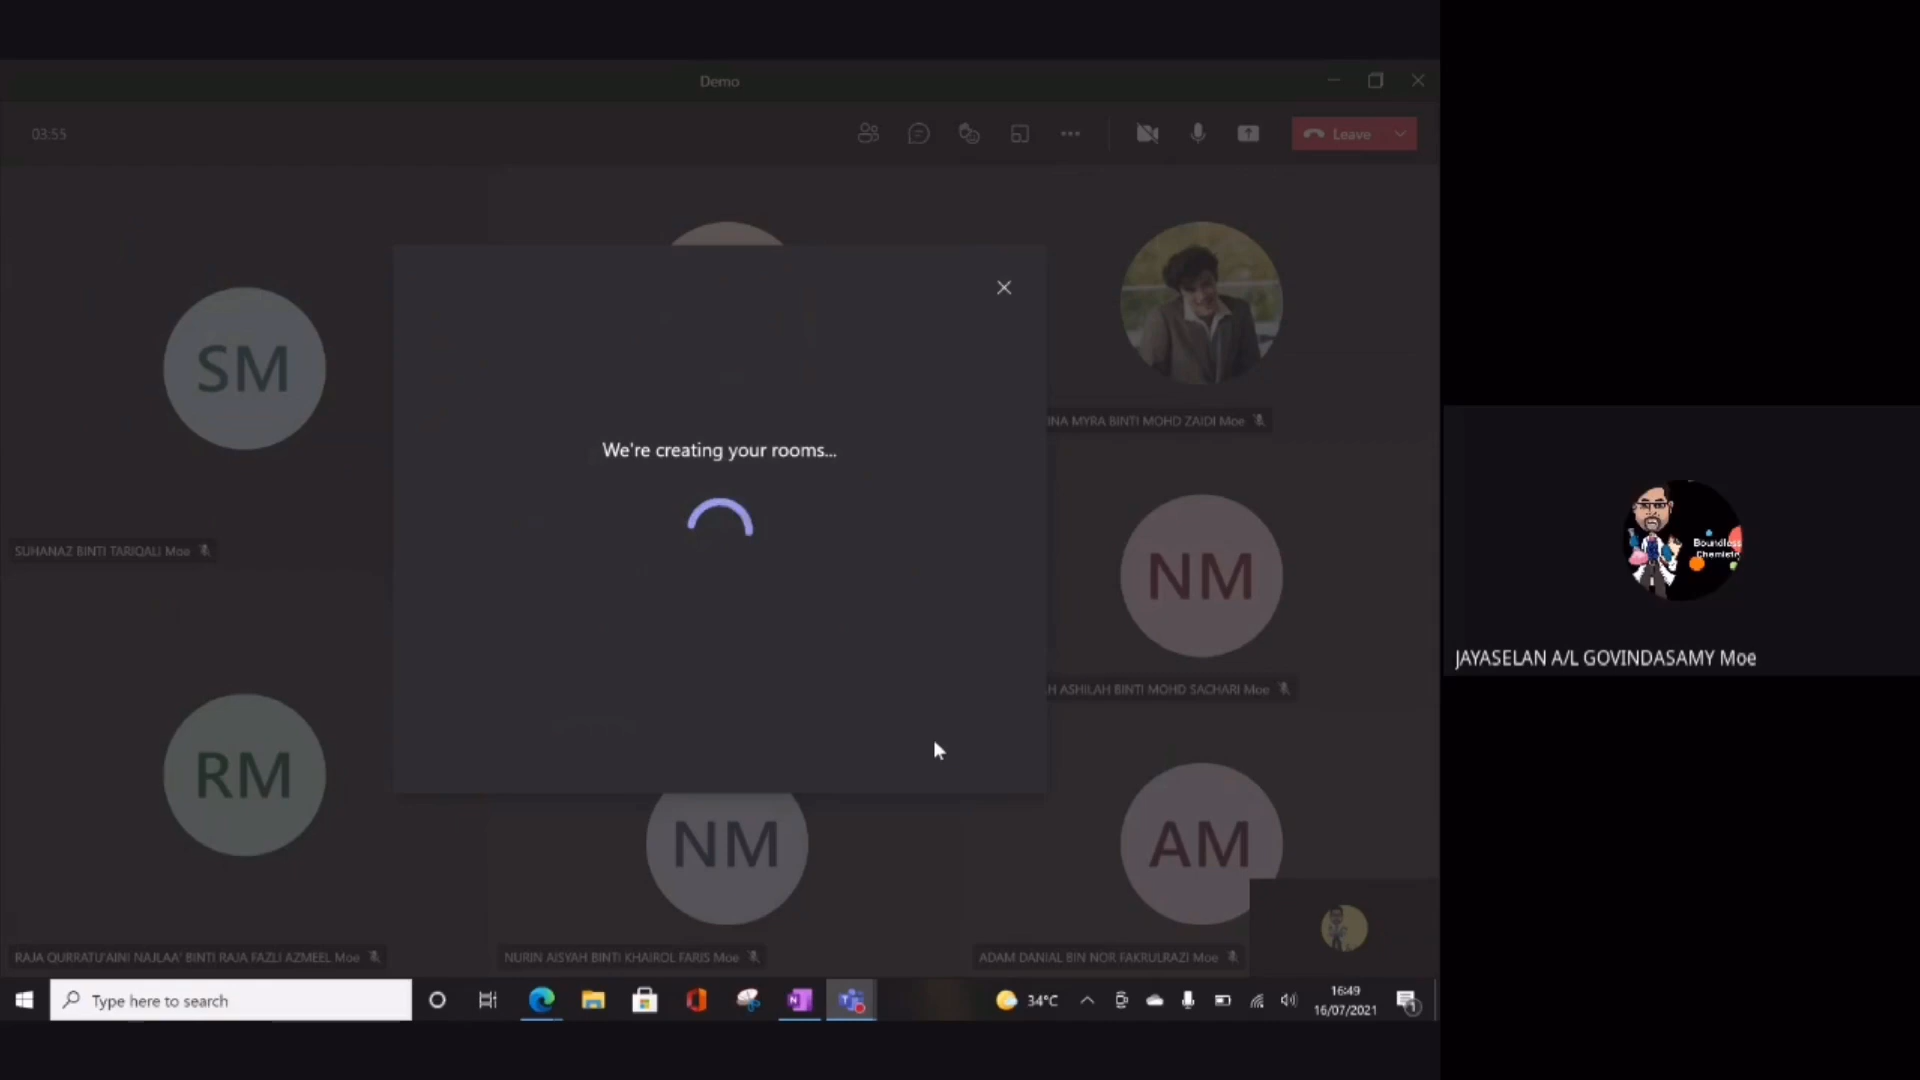 Demo
03:55
Leave
SM
We're creating your rooms...
INA MYRA BINTI MOHD ZAIDI Moe
SUHANAZ BINTI TARIQALI Moe
NM
H ASHILAH BINTI MOHD SACHARI Moe
Boundless
Chemistry
JAYASELAN A/L GOVINDASAMY Moe
RM
NM
AM
RAJA QURRATU'AINI NAJLAA' BINTI RAJA FAZLI AZMEEL Moe
NURIN AISYAH BINTI KHAIROL FARIS Moe
ADAM DANIAL BIN NOR FAKRULRAZI Moe
Type here to search
34°C
16:49
16/07/2021
1